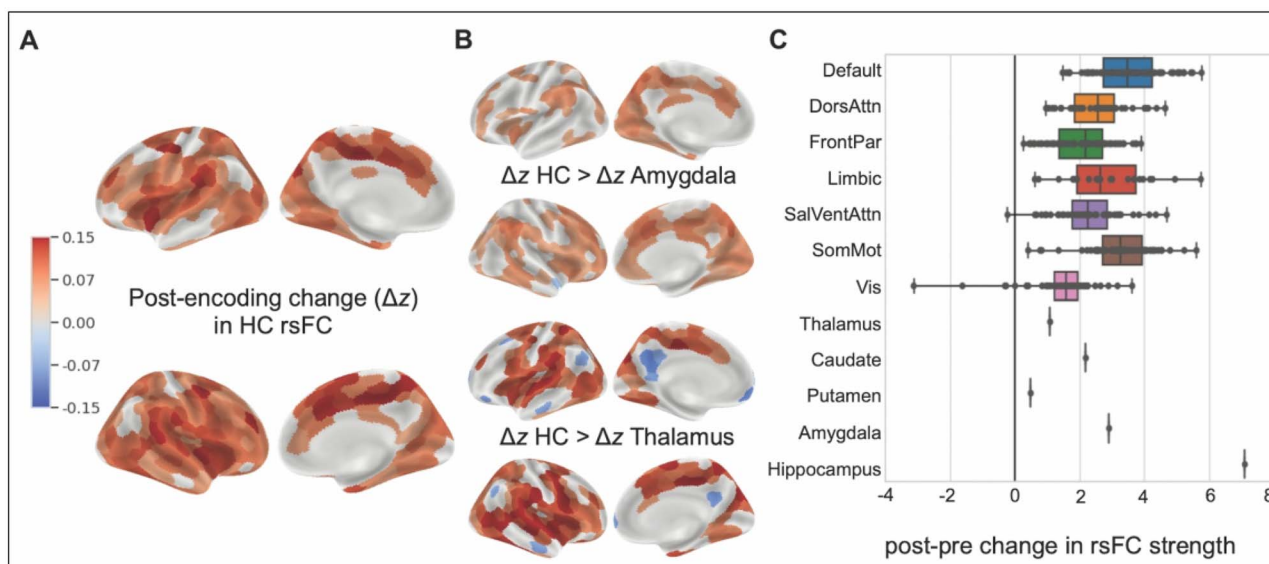 A
0.15
0.07
0.00
-0.07
-0.15
Post-encoding change (Δz)
in HC rsFC
B
Δz HC > Δz Amygdala
Δz HC > Δz Thalamus
C
Default
DorsAttn
FrontPar
Limbic
SalVentAttn
SomMot
Vis
Thalamus
Caudate
Putamen
Amygdala
Hippocampus
-4 -2 0 2 4 6 8
post-pre change in rsFC strength